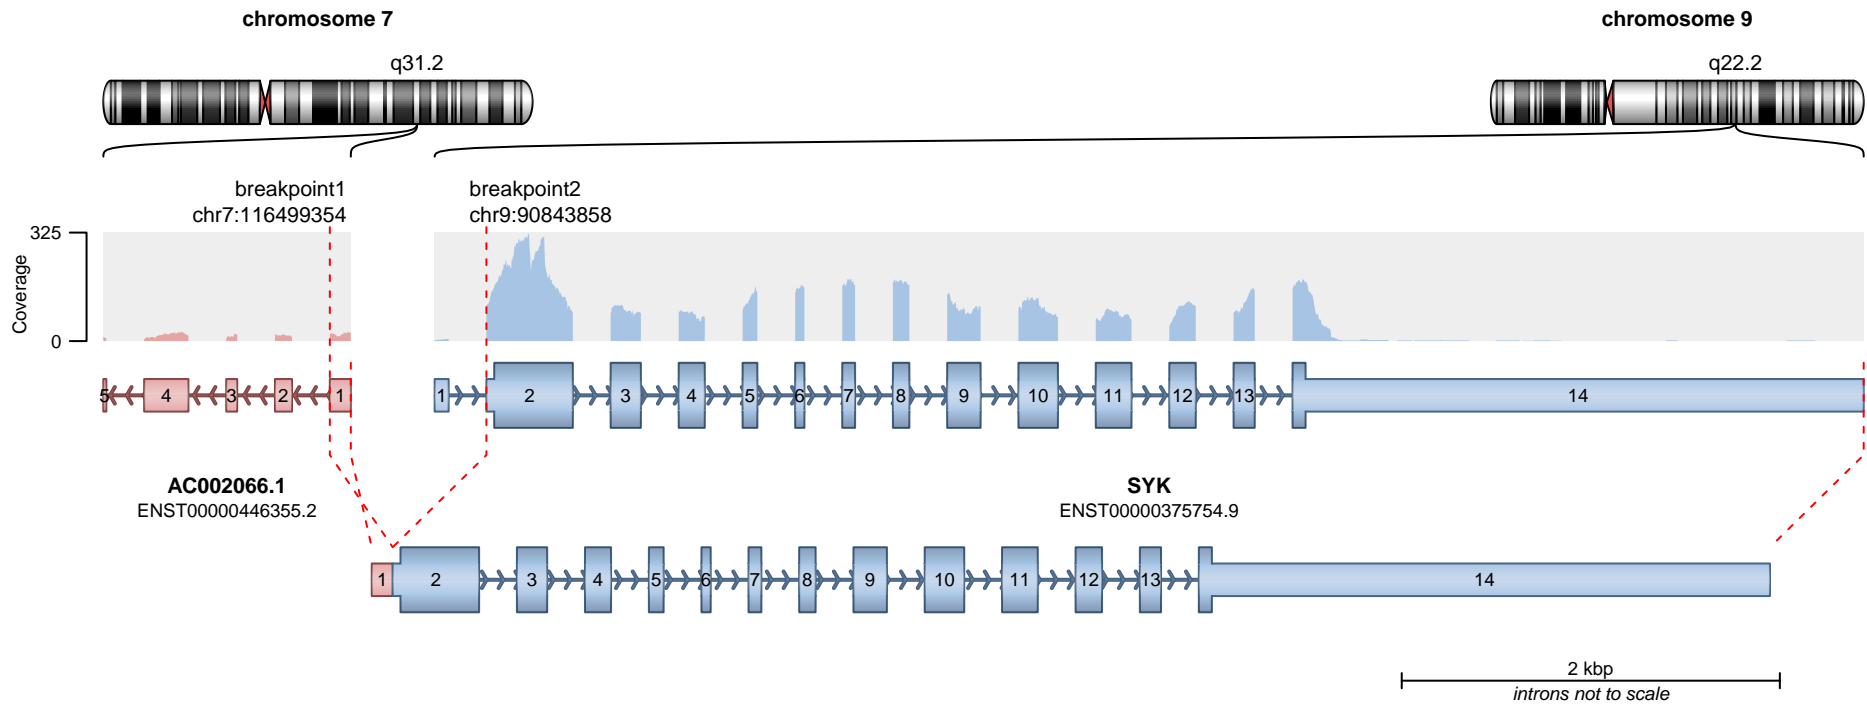 chromosome 7
chromosome 9
q31.2
q22.2
breakpoint1
chr7:116499354
breakpoint2
chr9:90843858
325
0
Coverage
5 4 3 2 1
1 2 3 4 5 6 7 8 9 10 11 12 13 14
AC002066.1
ENST00000446355.2
SYK
ENST00000375754.9
1 2 3 4 5 6 7 8 9 10 11 12 13 14
2 kbp
introns not to scale